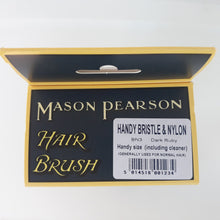 MASON PEARSON
HAIR
BRUSH
HANDY BRISTLE & NYLON
BN3 Dark Ruby
Handy size (including cleaner)
(GENERALLY USED FOR NORMAL HAIR)
5 014518 001234